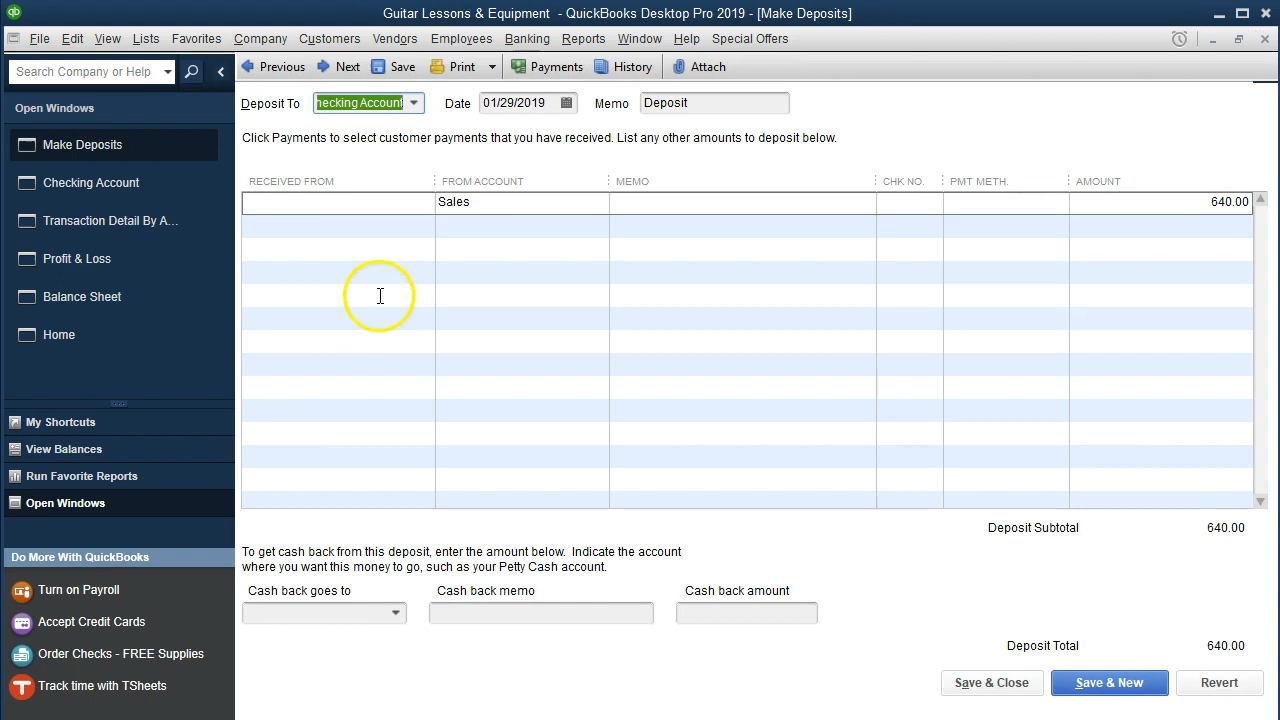 Guitar Lessons & Equipment - QuickBooks Desktop Pro 2019 - [Make Deposits]
File Edit View Lists Favorites Company Customers Vendors Employees Banking Reports Window Help Special Offers
Search Company or Help
Previous Next Save Print Payments History Attach
Open Windows
Make Deposits
Checking Account
Transaction Detail By A...
Profit & Loss
Balance Sheet
Home
My Shortcuts
View Balances
Run Favorite Reports
Open Windows
Do More With QuickBooks
Turn on Payroll
Accept Credit Cards
Order Checks - FREE Supplies
Track time with TSheets
Deposit To hecking Account Date 01/29/2019 Memo Deposit
Click Payments to select customer payments that you have received. List any other amounts to deposit below.
RECEIVED FROM FROM ACCOUNT MEMO CHK NO. PMT METH. AMOUNT
Sales 640.00
Deposit Subtotal 640.00
To get cash back from this deposit, enter the amount below. Indicate the account
where you want this money to go, such as your Petty Cash account.
Cash back goes to Cash back memo Cash back amount
Deposit Total 640.00
Save & Close Save & New Revert